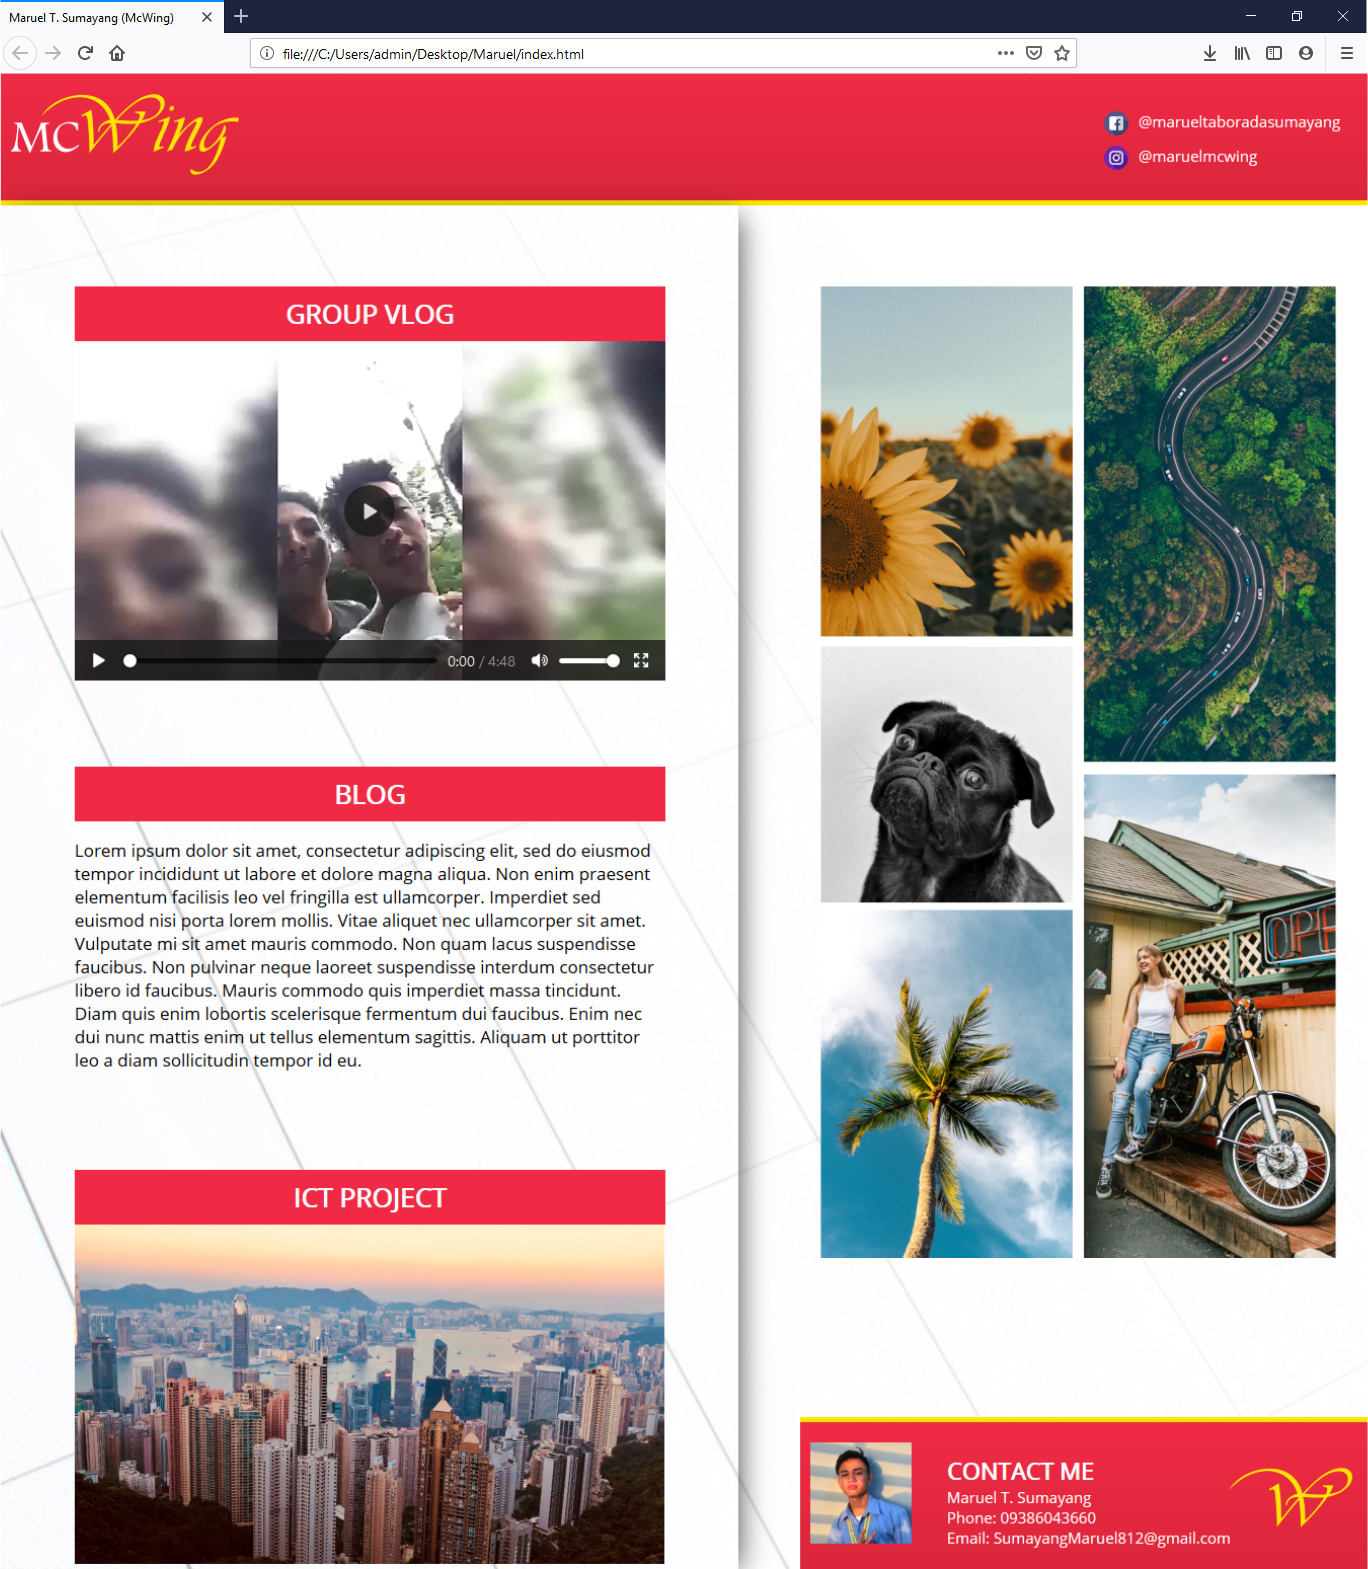 Maruel T. Sumayang (McWing)
file:///C:/Users/admin/Desktop/Maruel/index.html
MCWing
@marueltaboradasumayang
@maruelmcwing
GROUP VLOG
0:00 / 4:48
BLOG
Lorem ipsum dolor sit amet, consectetur adipiscing elit, sed do eiusmod
tempor incididunt ut labore et dolore magna aliqua. Non enim praesent
elementum facilisis leo vel fringilla est ullamcorper. Imperdiet sed
euismod nisi porta lorem mollis. Vitae aliquet nec ullamcorper sit amet.
Vulputate mi sit amet mauris commodo. Non quam lacus suspendisse
faucibus. Non pulvinar neque laoreet suspendisse interdum consectetur
libero id faucibus. Mauris commodo quis imperdiet massa tincidunt.
Diam quis enim lobortis scelerisque fermentum dui faucibus. Enim nec
dui nunc mattis enim ut tellus elementum sagittis. Aliquam ut porttitor
leo a diam sollicitudin tempor id eu.
ICT PROJECT
OPE
CONTACT ME
Maruel T. Sumayang
Phone: 09386043660
Email: SumayangMaruel812@gmail.com
W